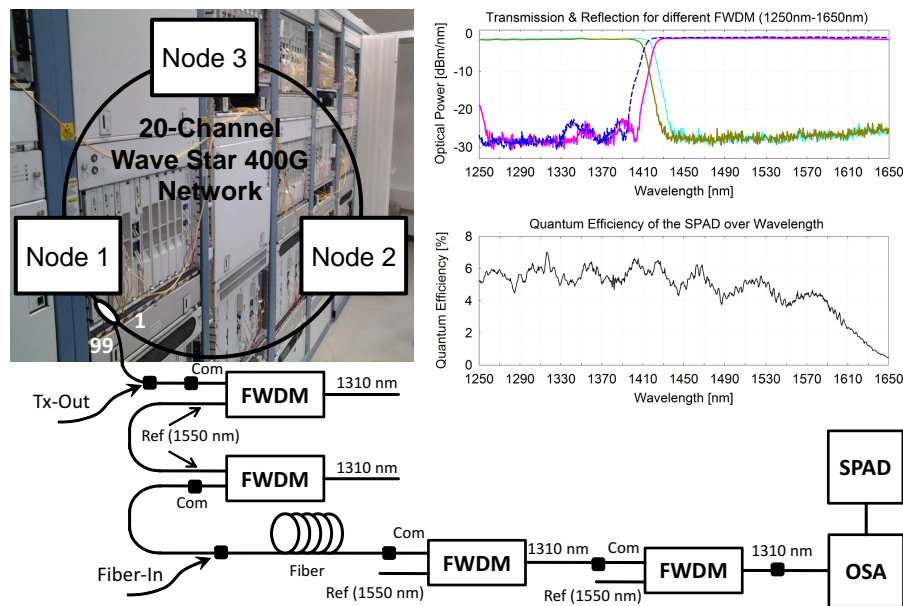 Node 3
20-Channel
Wave Star 400G
Network
Node 1
Node 2
1
99
Tx-Out
Com
FWDM
1310 nm
Ref (1550 nm)
FWDM
1310 nm
Com
Fiber-In
Fiber
Com
FWDM
1310 nm
Ref (1550 nm)
Com
FWDM
1310 nm
Ref (1550 nm)
SPAD
OSA
Transmission & Reflection for different FWDM (1250nm-1650nm)
Optical Power [dBm/nm]
0
-10
-20
-30
1250 1290 1330 1370 1410 1450 1490 1530 1570 1610 1650
Wavelength [nm]
Quantum Efficiency of the SPAD over Wavelength
Quantum Efficiency [%]
8
6
4
2
0
1250 1290 1330 1370 1410 1450 1490 1530 1570 1610 1650
Wavelength [nm]